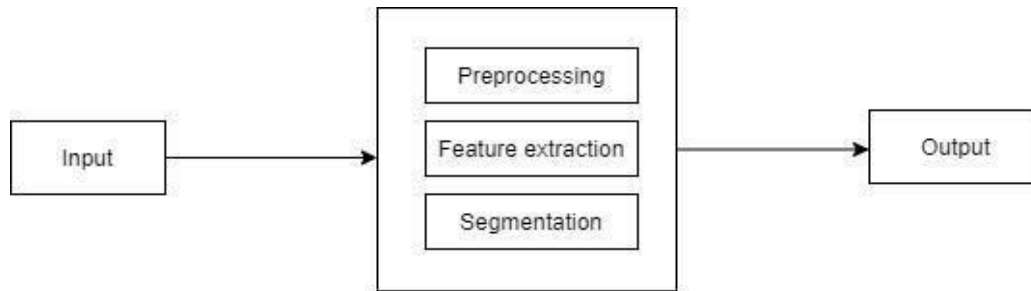 Input
Preprocessing
Feature extraction
Segmentation
Output